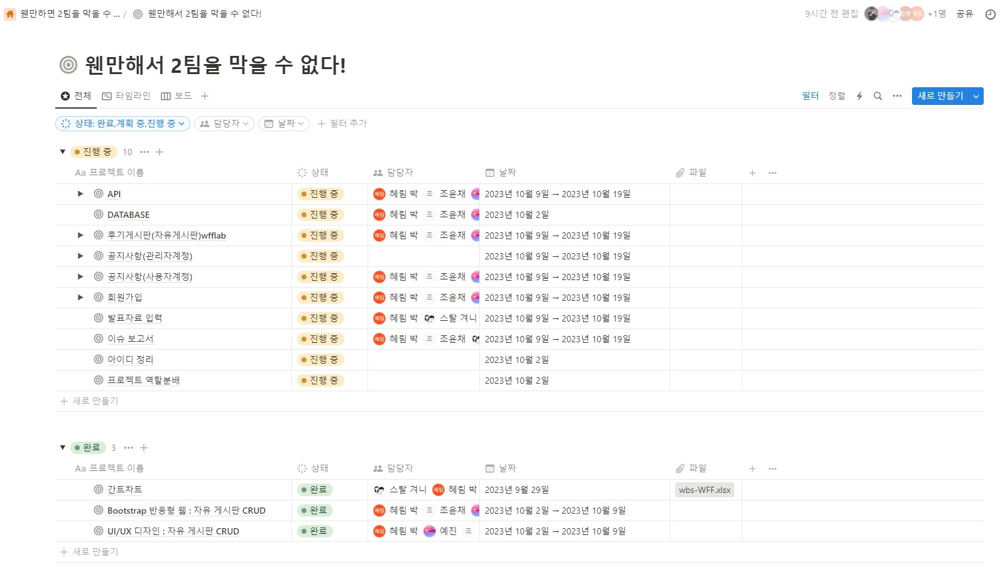 웬만하면 2팀을 막을 수 ... / 웬만해서 2팀을 막을 수 없다!
9시간 전 편집 승병 혜림 +1명 공유
웬만해서 2팀을 막을 수 없다!
전체 타임라인 보드 +
필터 정렬 새로 만들기
상태: 완료,계획 중,진행 중 담당자 날짜 + 필터 추가
진행 중 10 ... +
Aa 프로젝트 이름 상태 담당자 날짜 파일 + ...
API 진행 중 혜림 혜림 박 조 조윤채 2023년 10월 9일 → 2023년 10월 19일
DATABASE 진행 중 혜림 혜림 박 조 조윤채 2023년 10월 2일
후기게시판(자유게시판)wfflab 진행 중 혜림 혜림 박 조 조윤채 2023년 10월 9일 → 2023년 10월 19일
공지사항(관리자계정) 진행 중 2023년 10월 9일 → 2023년 10월 19일
공지사항(사용자계정) 진행 중 혜림 혜림 박 조 조윤채 2023년 10월 9일 → 2023년 10월 19일
회원가입 진행 중 혜림 혜림 박 조 조윤채 2023년 10월 9일 → 2023년 10월 19일
발표자료 입력 진행 중 혜림 혜림 박 스탈 겨니 2023년 10월 9일 → 2023년 10월 19일
이슈 보고서 진행 중 혜림 혜림 박 조 조윤채 2023년 10월 9일 → 2023년 10월 19일
아이디 정리 진행 중 2023년 10월 2일
프로젝트 역할분배 진행 중 2023년 10월 2일
+ 새로 만들기
완료 3 ... +
Aa 프로젝트 이름 상태 담당자 날짜 파일 + ...
간트차트 완료 스탈 겨니 혜림 혜림 박 2023년 9월 29일 wbs-WFF.xlsx
Bootstrap 반응형 웹 : 자유 게시판 CRUD 완료 혜림 혜림 박 조 조윤채 2023년 10월 2일 → 2023년 10월 9일
UI/UX 디자인 : 자유 게시판 CRUD 완료 혜림 혜림 박 예진 조 2023년 10월 2일 → 2023년 10월 9일
+ 새로 만들기